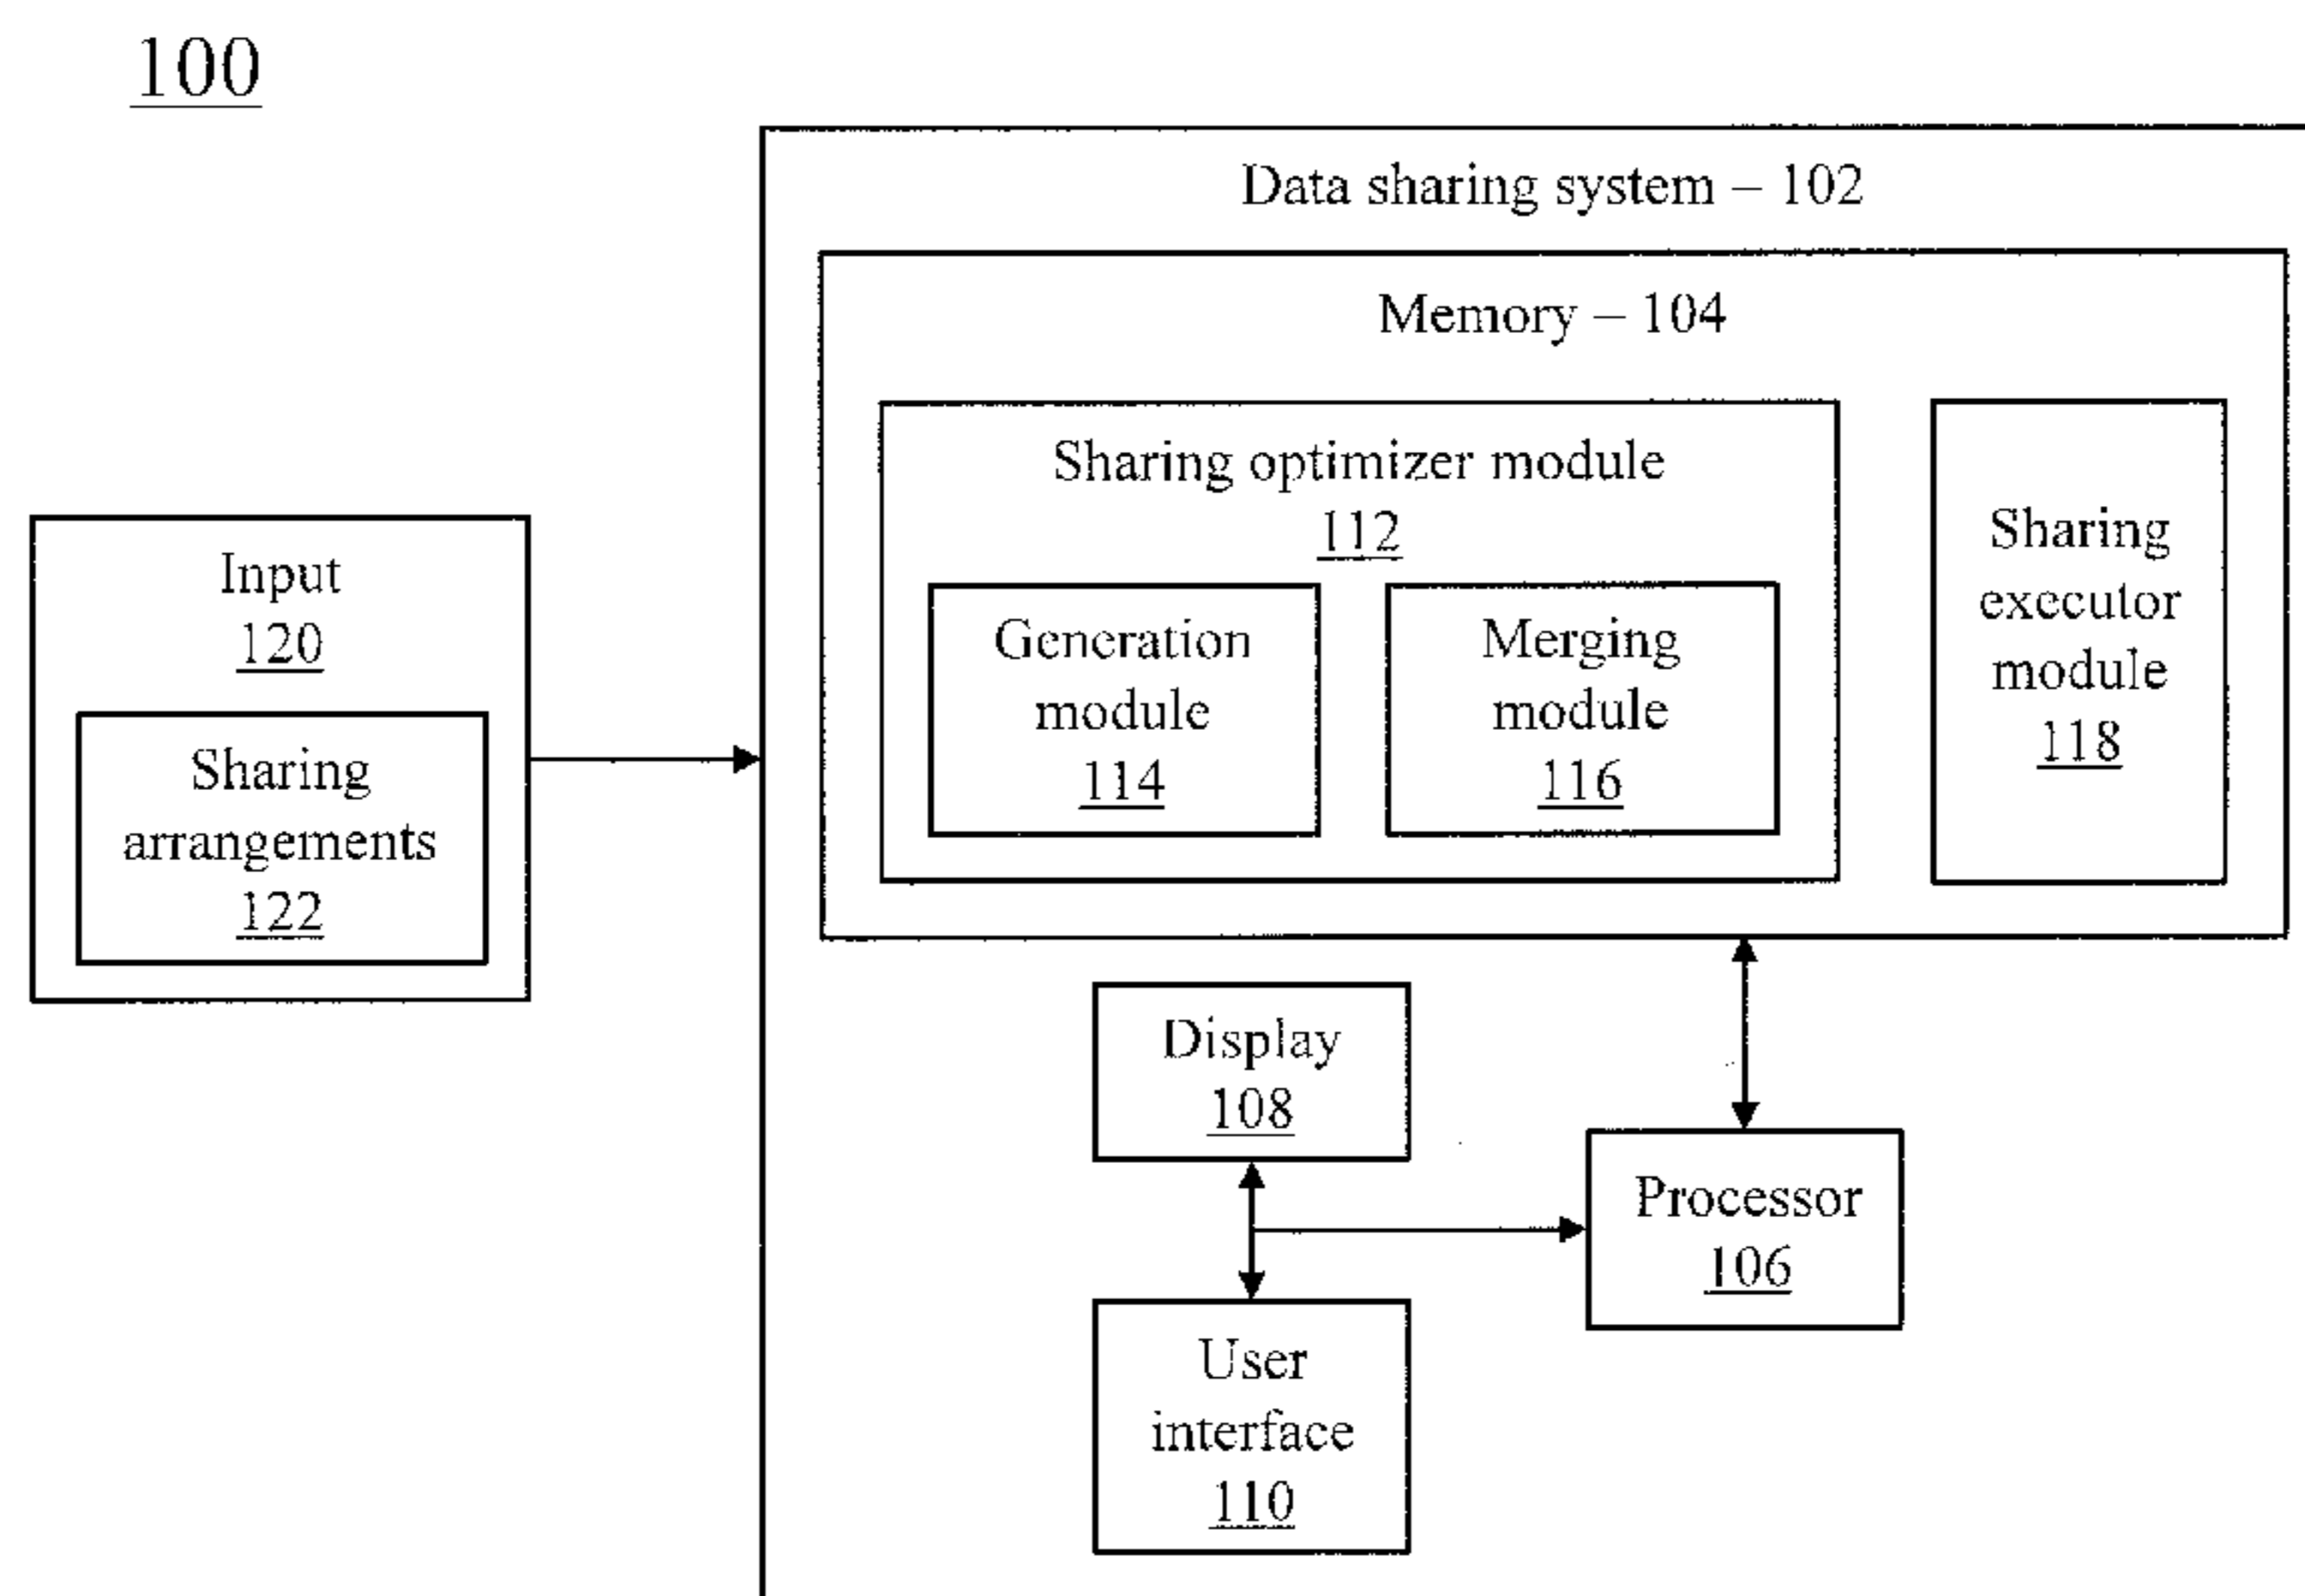 100
Data sharing system – 102
Memory – 104
Sharing optimizer module
112
Generation
module
114
Merging
module
116
Sharing
executor
module
118
Input
120
Sharing
arrangements
122
Display
108
Processor
106
User
interface
110